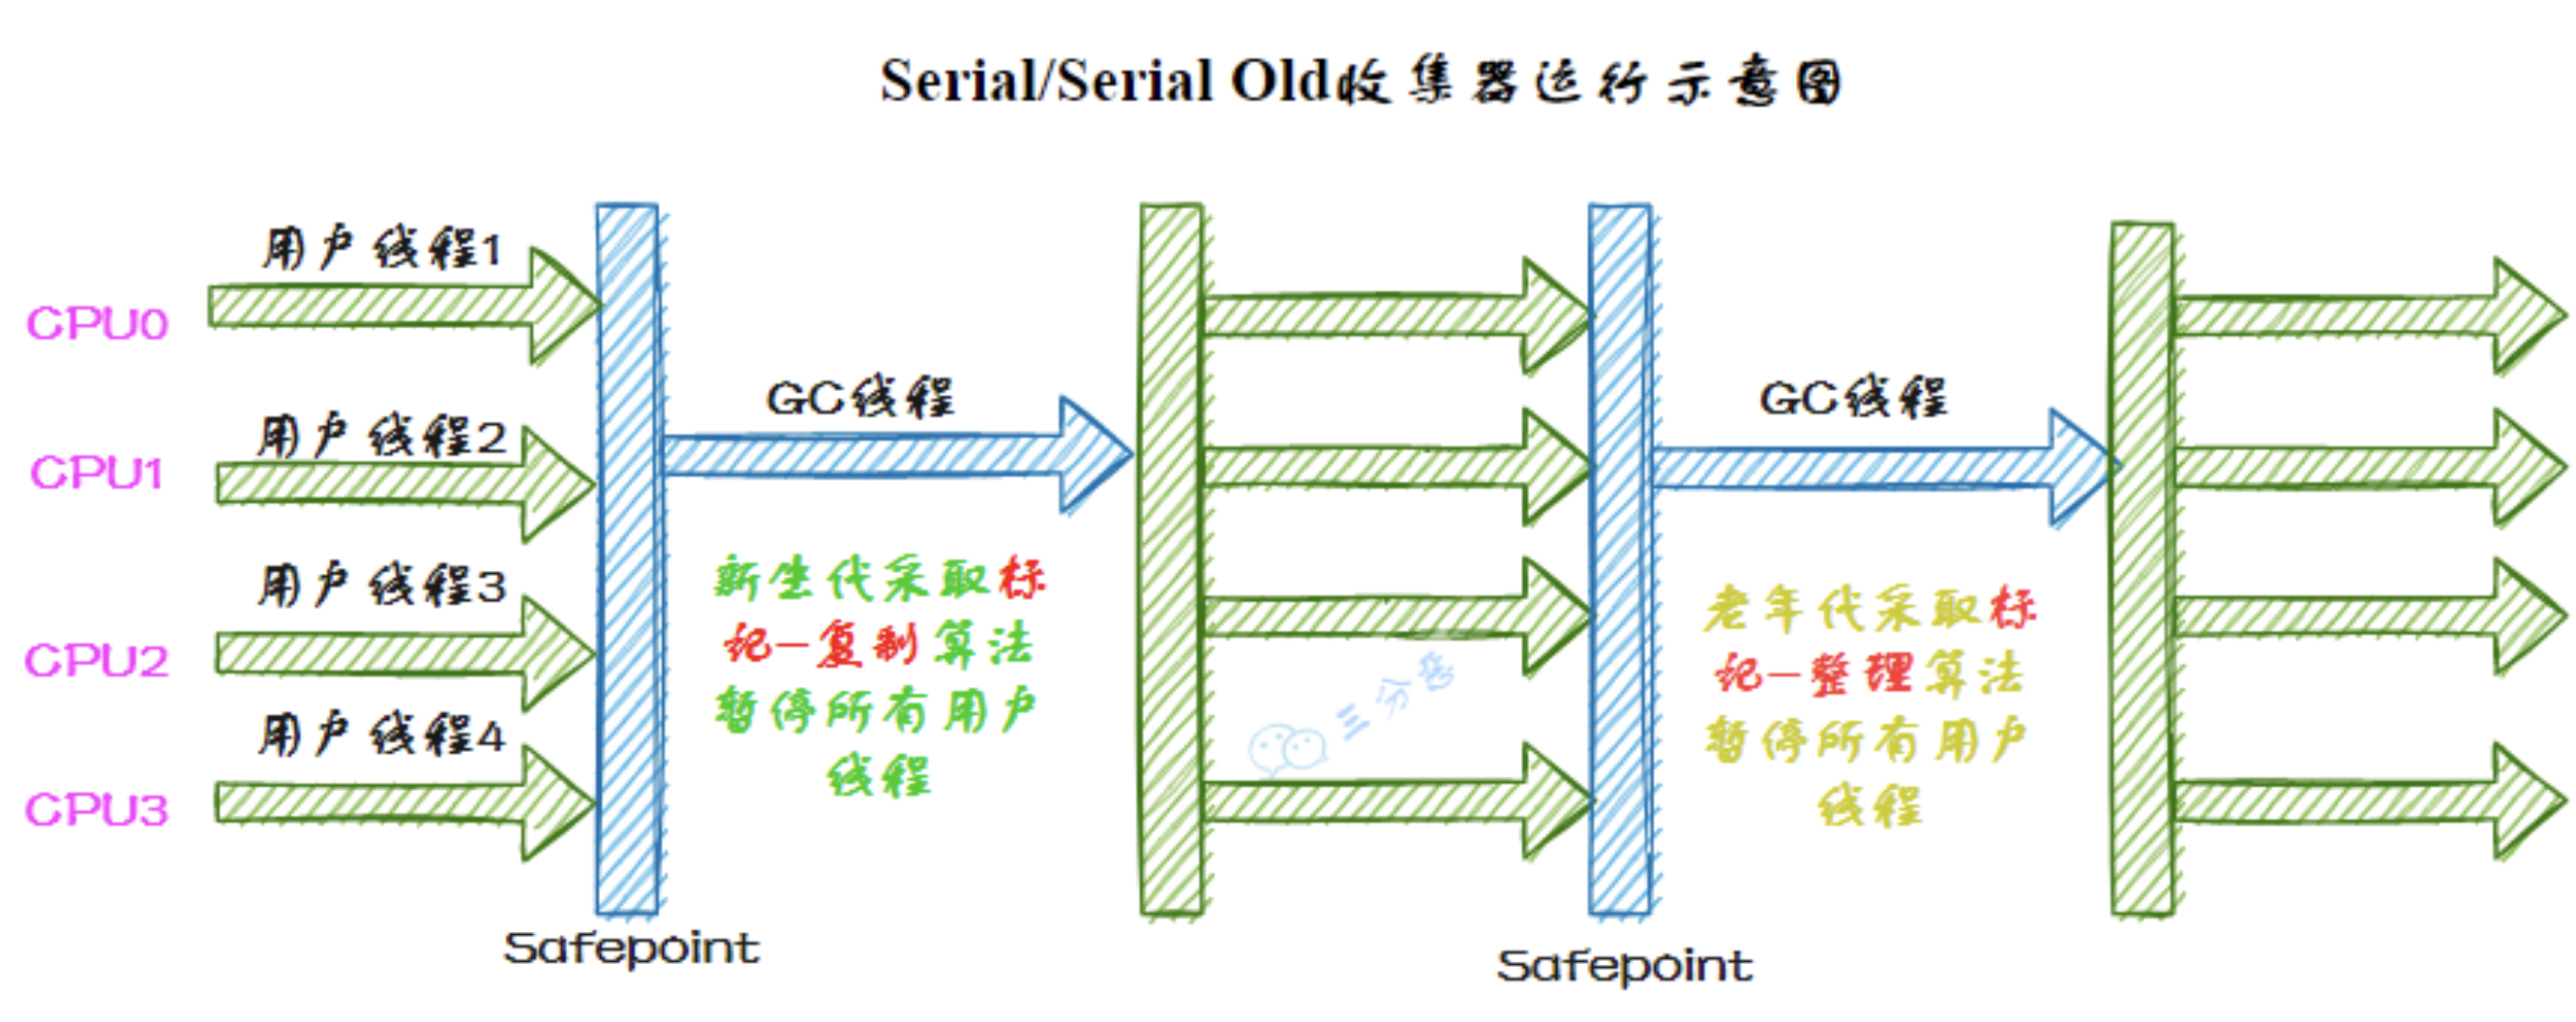 Serial/Serial Old收集器运行示意图
用户线程1
CPU0
用户线程2
CPU1
用户线程3
CPU2
用户线程4
CPU3
Safepoint
GC线程
新生代采取标
记-复制算法
暂停所有用户
线程
三分恶
Safepoint
GC线程
老年代采取标
记-整理算法
暂停所有用户
线程